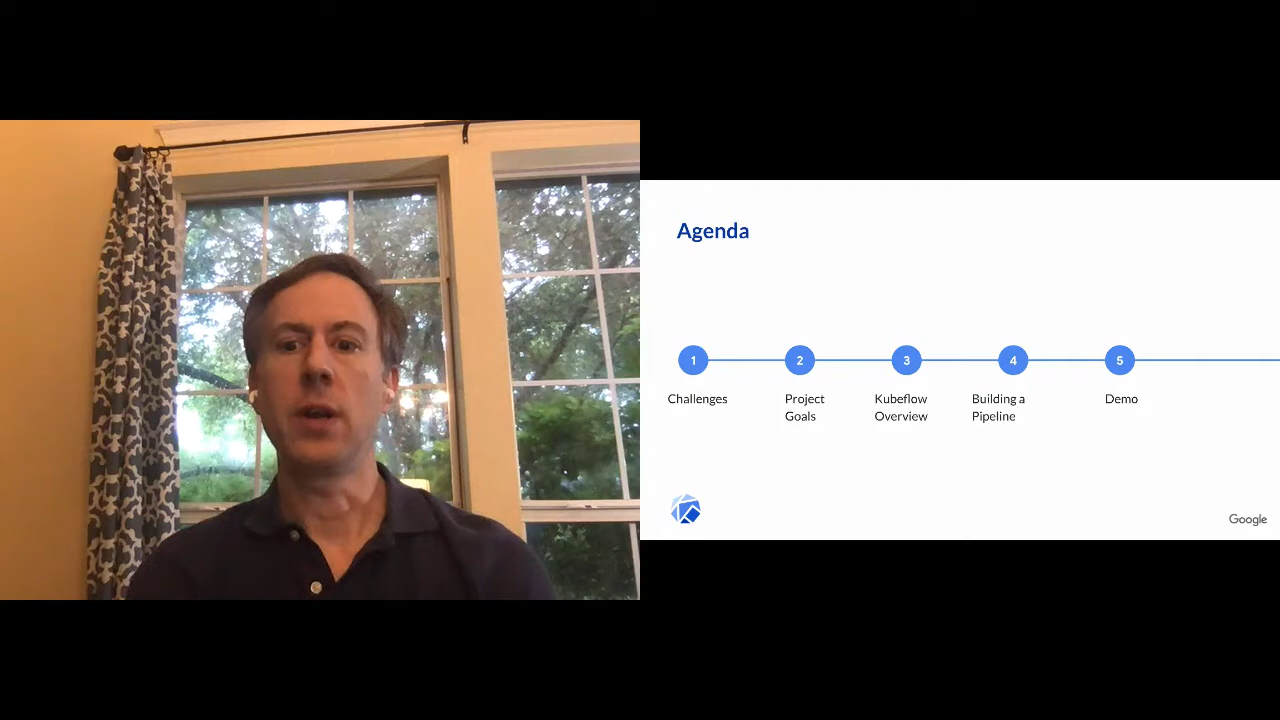 Agenda
1
2
3
4
5
Challenges
Project
Goals
Kubeflow
Overview
Building a
Pipeline
Demo
Google